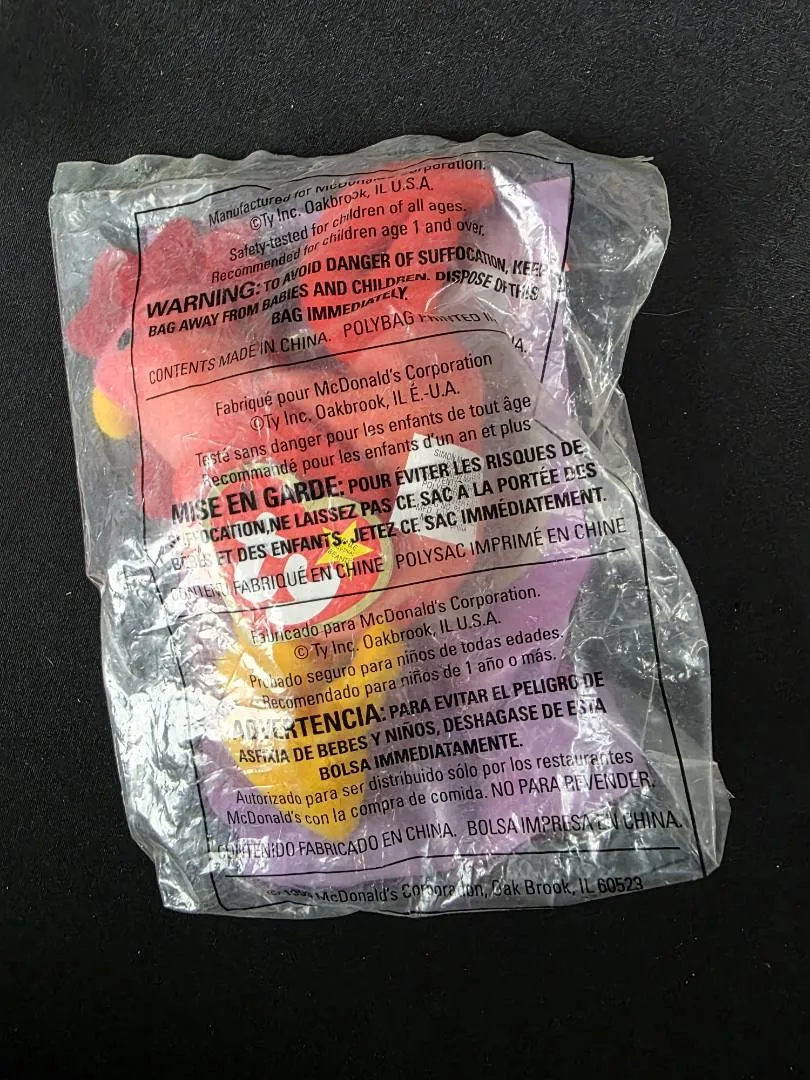 Manufactured for McDonald's Corporation.
©Ty Inc. Oakbrook, IL U.S.A.
Safety-tested for children of all ages.
Recommended for children age 1 and over.
WARNING: TO AVOID DANGER OF SUFFOCATION, KEEP
BAG AWAY FROM BABIES AND CHILDREN. DISPOSE OF THIS
BAG IMMEDIATELY.
CONTENTS MADE IN CHINA. POLYBAG PRINTED
Fabriqué pour McDonald's Corporation
©Ty Inc. Oakbrook, IL É.-U.A.
Testé sans danger pour les enfants de tout âge
Recommandé pour les enfants d'un an et plus
MISE EN GARDE: POUR ÉVITER LES RISQUES DE
SUFFOCATION, NE LAISSEZ PAS CE SAC A LA PORTÉE DES
BÉBÉS ET DES ENFANTS. JETEZ CE SAC IMMÉDIATEMENT.
CONTENU FABRIQUÉ EN CHINE POLYSAC IMPRIMÉ EN CHINE
Fabricado para McDonald's Corporation.
© Ty Inc. Oakbrook, IL U.S.A.
Probado seguro para niños de todas edades.
Recomendado para niños de 1 año o más.
ADVERTENCIA: PARA EVITAR EL PELIGRO DE
ASFIXIA DE BEBES Y NIÑOS, DESHAGASE DE ESTA
BOLSA IMMEDIATAMENTE.
Autorizado para ser distribuido sólo por los restaurantes
McDonald's con la compra de comida. NO PARA REVENDER.
CONTENIDO FABRICADO EN CHINA. BOLSA IMPRESA EN CHINA.
McDonald's Corporation, Oak Brook, IL 60523